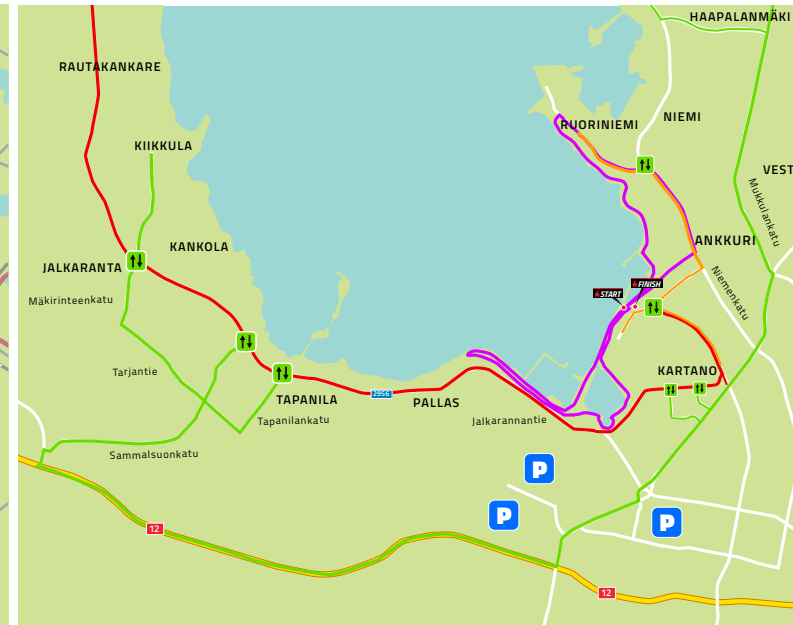 HAAPALANMÄKI
RAUTAKANKARE
NIEMI
RUORINIEMI
KIIKKULA
VEST
Mukkulankatu
KANKOLA
ANKKURI
JALKARANTA
Niemenkatu
START
FINISH
Mäkirinteenkatu
Tarjantie
KARTANO
2956
TAPANILA
PALLAS
Tapanilankatu
Jalkarannantie
Sammalsuonkatu
P
P
P
12
12